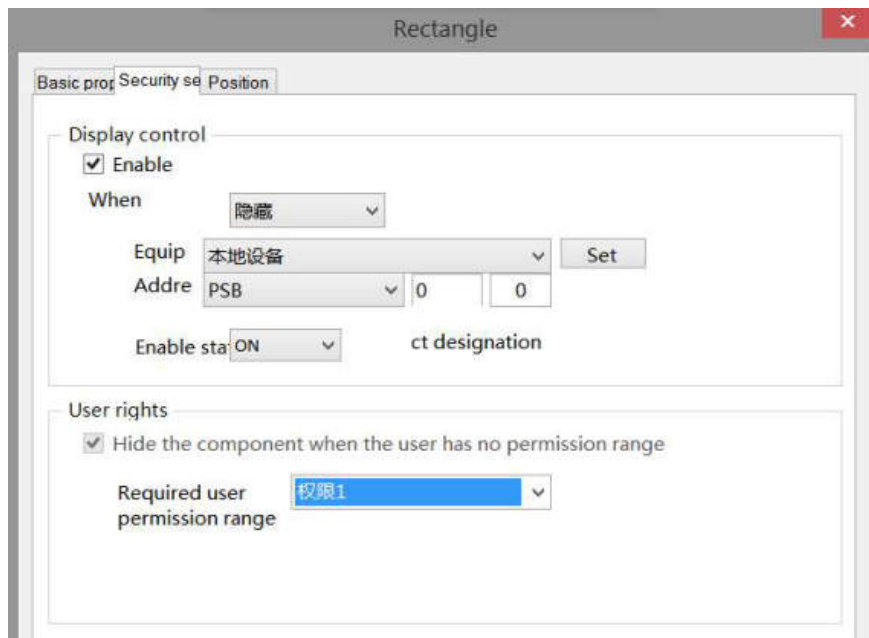 Rectangle
Basic prop Security se Position
Display control
Enable
When 隐藏
Equip 本地设备 Set
Addre PSB 0 0
Enable stat ON ct designation
User rights
Hide the component when the user has no permission range
Required user 权限1
permission range